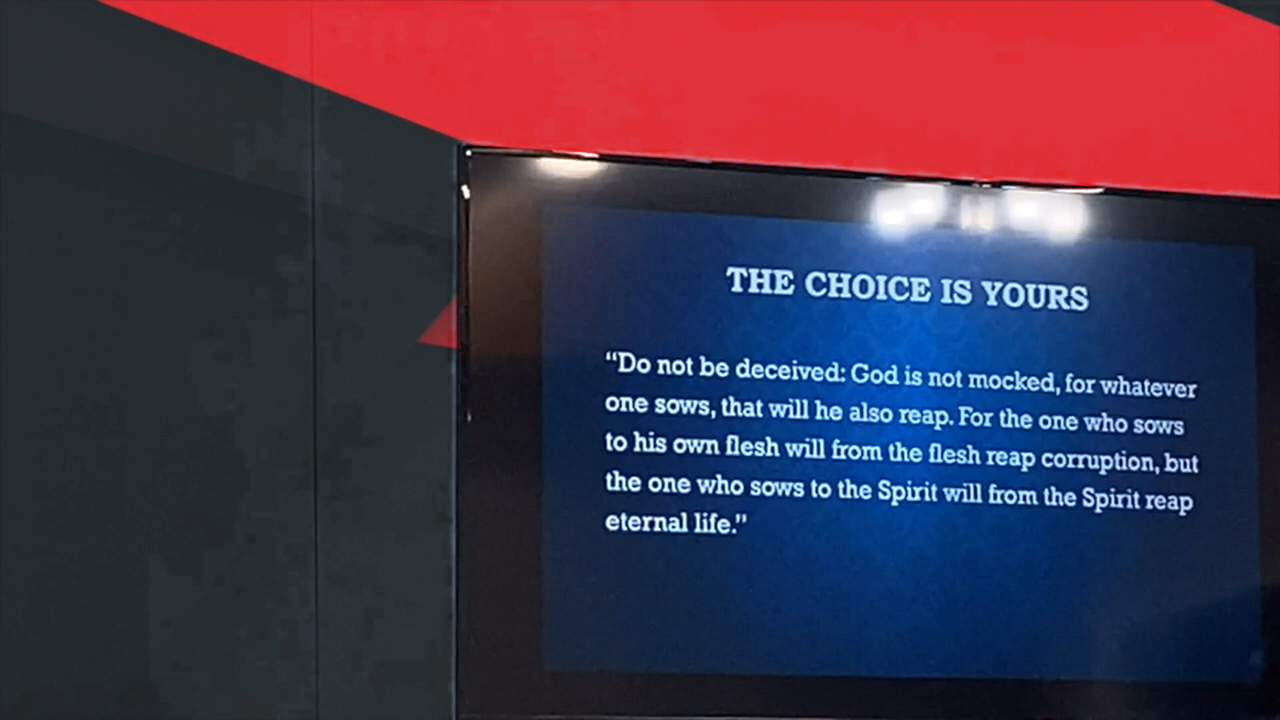 THE CHOICE IS YOURS
“Do not be deceived: God is not mocked, for whatever
one sows, that will he also reap. For the one who sows
to his own flesh will from the flesh reap corruption, but
the one who sows to the Spirit will from the Spirit reap
eternal life.”